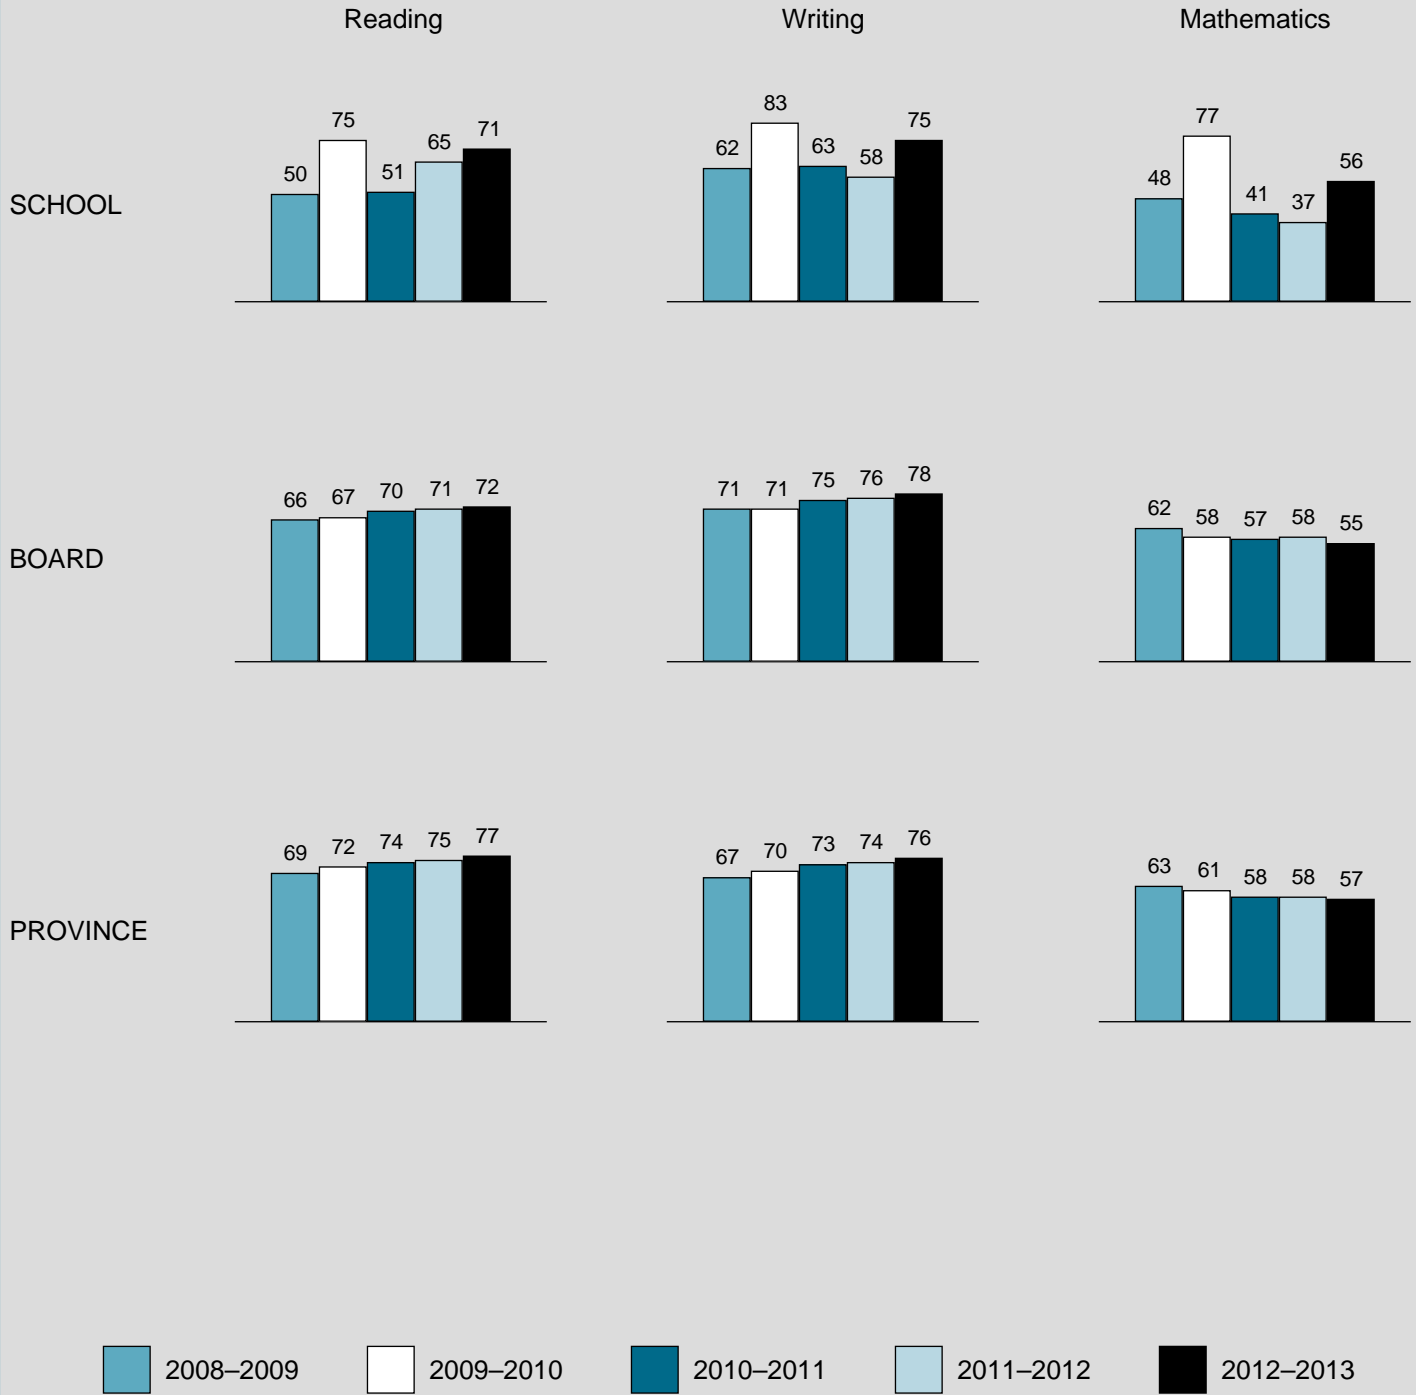 Reading Writing Mathematics
SCHOOL
50 75 51 65 71
62 83 63 58 75
48 77 41 37 56
BOARD
66 67 70 71 72
71 71 75 76 78
62 58 57 58 55
PROVINCE
69 72 74 75 77
67 70 73 74 76
63 61 58 58 57
2008–2009 2009–2010 2010–2011 2011–2012 2012–2013